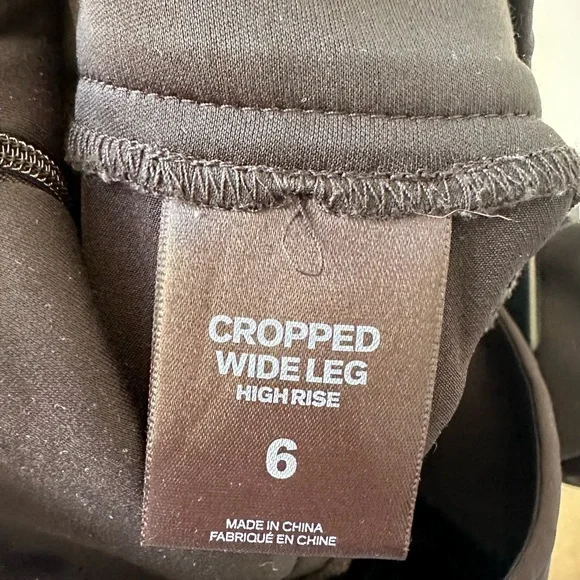 CROPPED
WIDE LEG
HIGH RISE
6
MADE IN CHINA
FABRIQUÉ EN CHINE